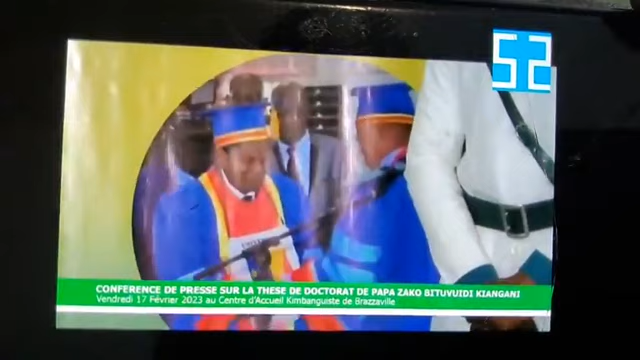 52
CONFERENCE DE PRESSE SUR LA THESE DE DOCTORAT DE PAPA ZAKO BITUVUIDI KIANGANI
Vendredi 17 Février 2023 au Centre d'Accueil Kimbanguiste de Brazzaville